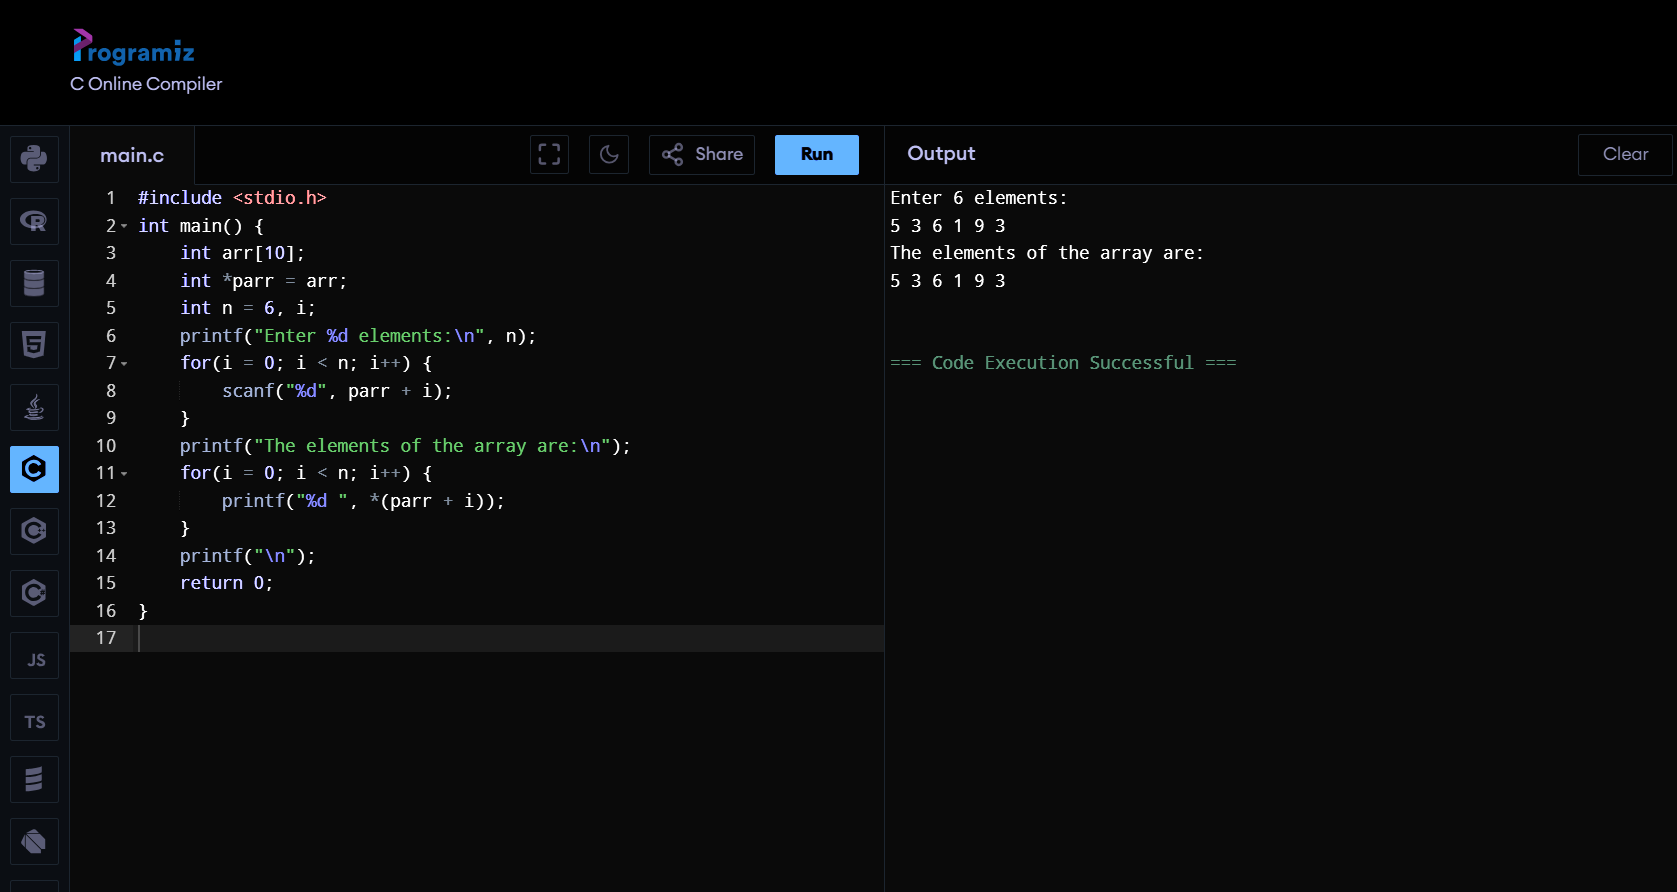 Programiz
C Online Compiler
main.c
Share
Run
Output
Clear
1 #include <stdio.h>
2 int main() {
3     int arr[10];
4     int *parr = arr;
5     int n = 6, i;
6     printf("Enter %d elements:\n", n);
7     for(i = 0; i < n; i++) {
8         scanf("%d", parr + i);
9     }
10     printf("The elements of the array are:\n");
11     for(i = 0; i < n; i++) {
12         printf("%d ", *(parr + i));
13     }
14     printf("\n");
15     return 0;
16 }
17
Enter 6 elements:
5 3 6 1 9 3
The elements of the array are:
5 3 6 1 9 3
=== Code Execution Successful ===
R
5
C
C
C
JS
TS